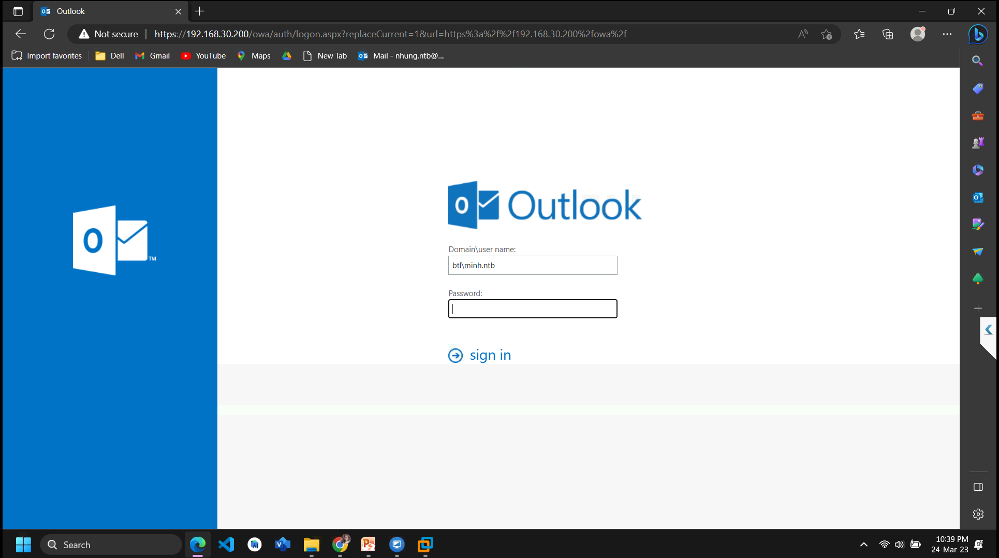 Outlook
Not secure | https://192.168.30.200/owa/auth/logon.aspx?replaceCurrent=1&url=https%3a%2f%2f192.168.30.200%2fowa%2f
Import favorites Dell Gmail YouTube Maps New Tab Mail - nhung.ntb@...
O TM
O Outlook
Domain\user name:
btl\minh.ntb
Password:
sign in
Search
10:39 PM
24-Mar-23